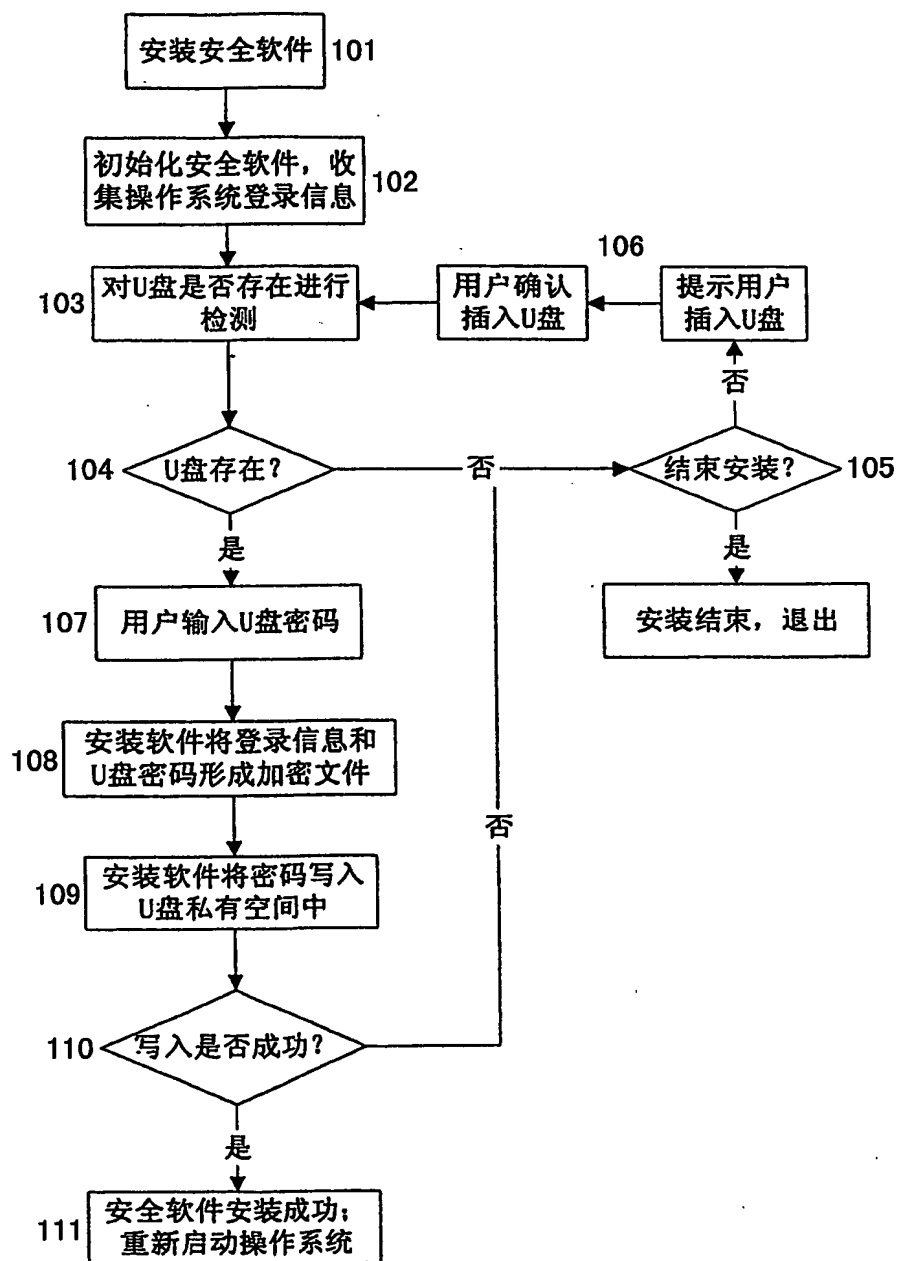 安装安全软件 101
初始化安全软件，收
集操作系统登录信息
102
106
103
对U盘是否存在进行
检测
用户确认
插入U盘
提示用户
插入U盘
否
104
U盘存在？
否
结束安装？
105
是
是
107
用户输入U盘密码
安装结束，退出
108
安装软件将登录信息和
U盘密码形成加密文件
否
109
安装软件将密码写入
U盘私有空间中
110
写入是否成功？
是
111
安全软件安装成功；
重新启动操作系统